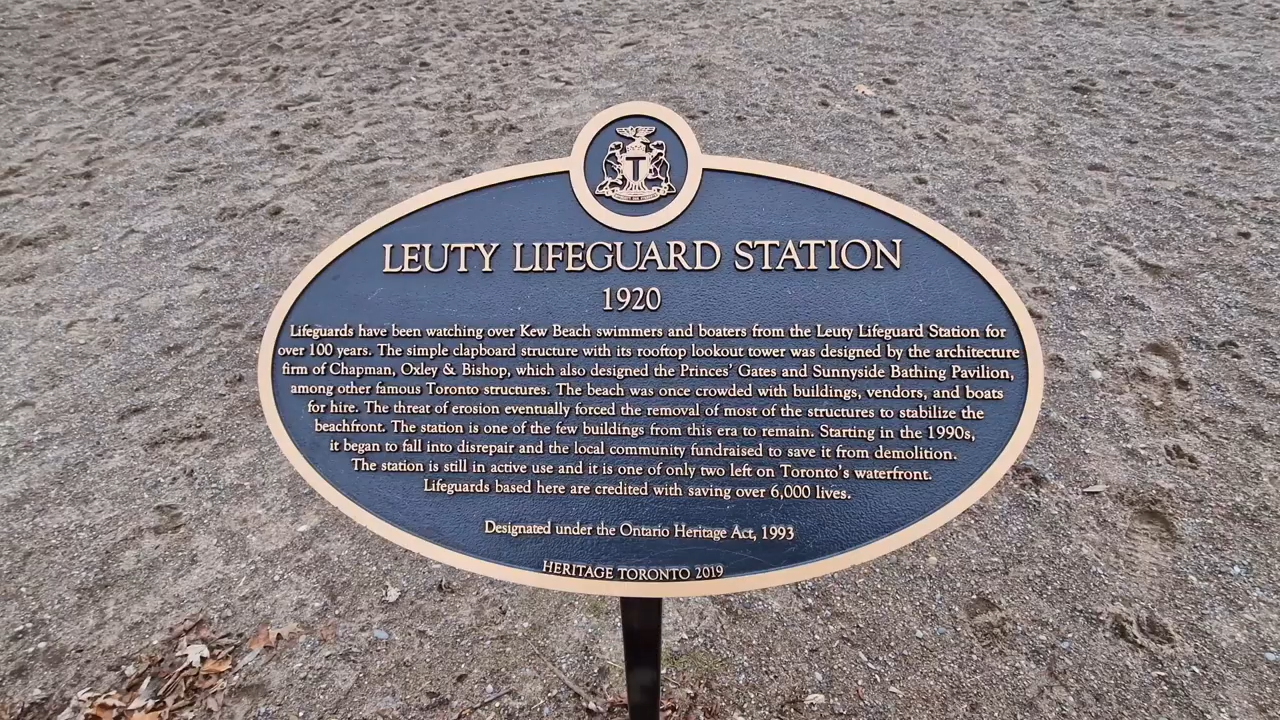 T
LEUTY LIFEGUARD STATION
1920
Lifeguards have been watching over Kew Beach swimmers and boaters from the Leuty Lifeguard Station for
over 100 years. The simple clapboard structure with its rooftop lookout tower was designed by the architecture
firm of Chapman, Oxley & Bishop, which also designed the Princes' Gates and Sunnyside Bathing Pavilion,
among other famous Toronto structures. The beach was once crowded with buildings, vendors, and boats
for hire. The threat of erosion eventually forced the removal of most of the structures to stabilize the
beachfront. The station is one of the few buildings from this era to remain. Starting in the 1990s,
it began to fall into disrepair and the local community fundraised to save it from demolition.
The station is still in active use and it is one of only two left on Toronto's waterfront.
Lifeguards based here are credited with saving over 6,000 lives.
Designated under the Ontario Heritage Act, 1993
HERITAGE TORONTO 2019